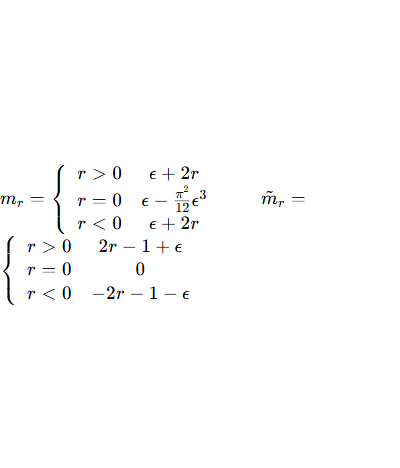 m_r = { r > 0 ϵ + 2r
r = 0 ϵ − π²/12 ϵ³
r < 0 ϵ + 2r m̃_r =
{ r > 0 2r − 1 + ϵ
r = 0 0
r < 0 −2r − 1 − ϵ